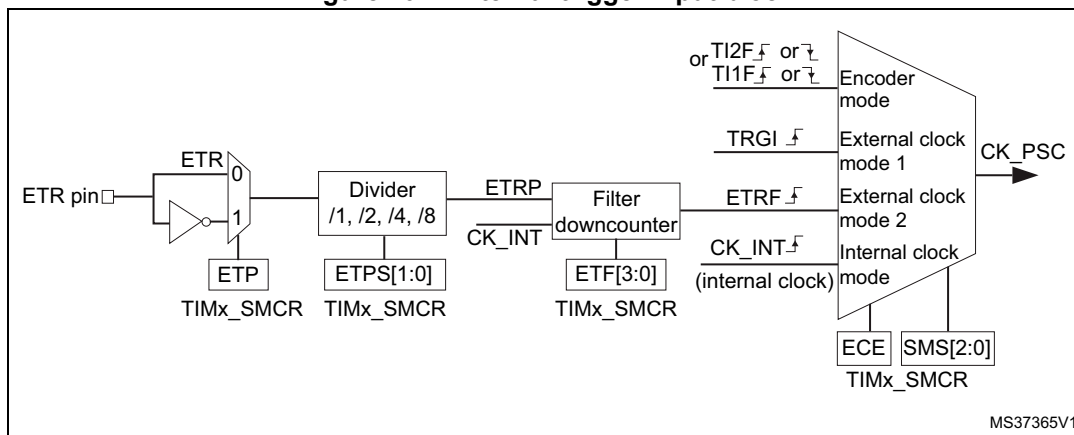 or TI2F or
TI1F or
Encoder
mode
TRGI
External clock
mode 1
CK_PSC
ETR
0
ETR pin
1
Divider
/1, /2, /4, /8
ETRP
CK_INT
Filter
downcounter
ETRF
External clock
mode 2
CK_INT
(internal clock)
Internal clock
mode
ETP
TIMx_SMCR
ETPS[1:0]
TIMx_SMCR
ETF[3:0]
TIMx_SMCR
ECE
SMS[2:0]
TIMx_SMCR
MS37365V1